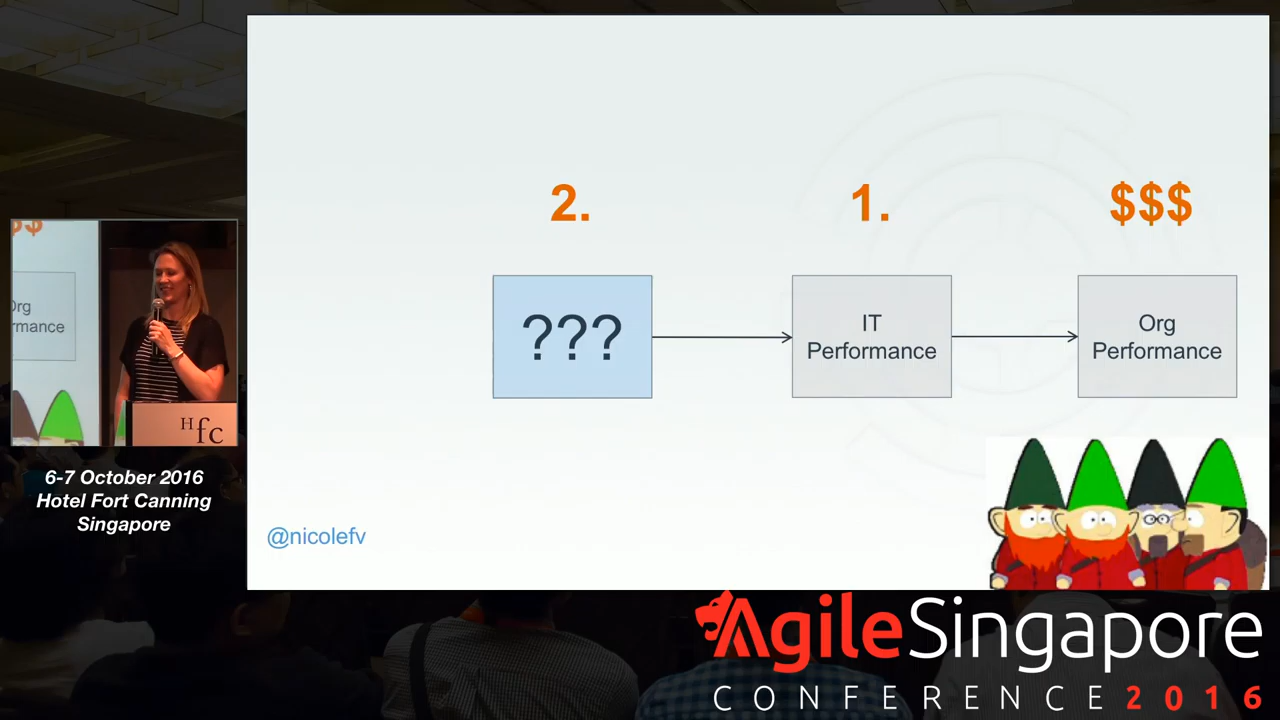 2.
1.
$$$
???
IT
Performance
Org
Performance
@nicolefv
$$
Org
rmance
Hfc
6-7 October 2016
Hotel Fort Canning
Singapore
AgileSingapore
CONFERENCE 2016